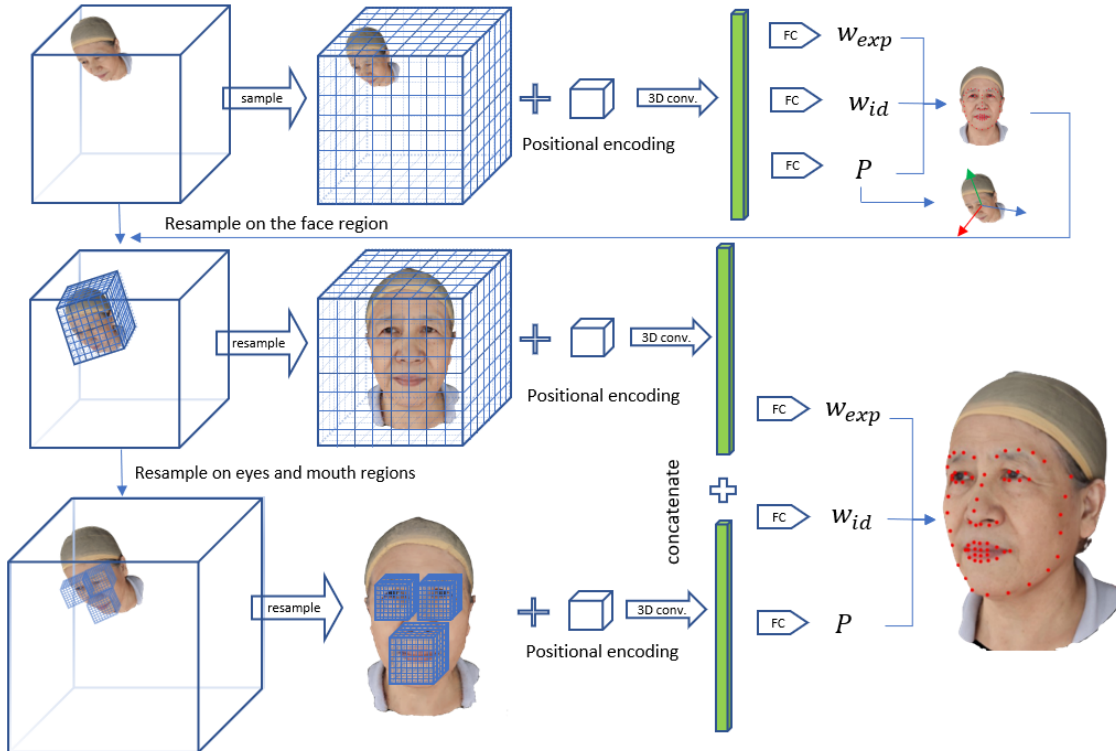 sample
Positional encoding
3D conv.
FC
w_exp
FC
w_id
FC
P
Resample on the face region
resample
Positional encoding
3D conv.
FC
w_exp
Resample on eyes and mouth regions
concatenate
FC
w_id
resample
Positional encoding
3D conv.
FC
P